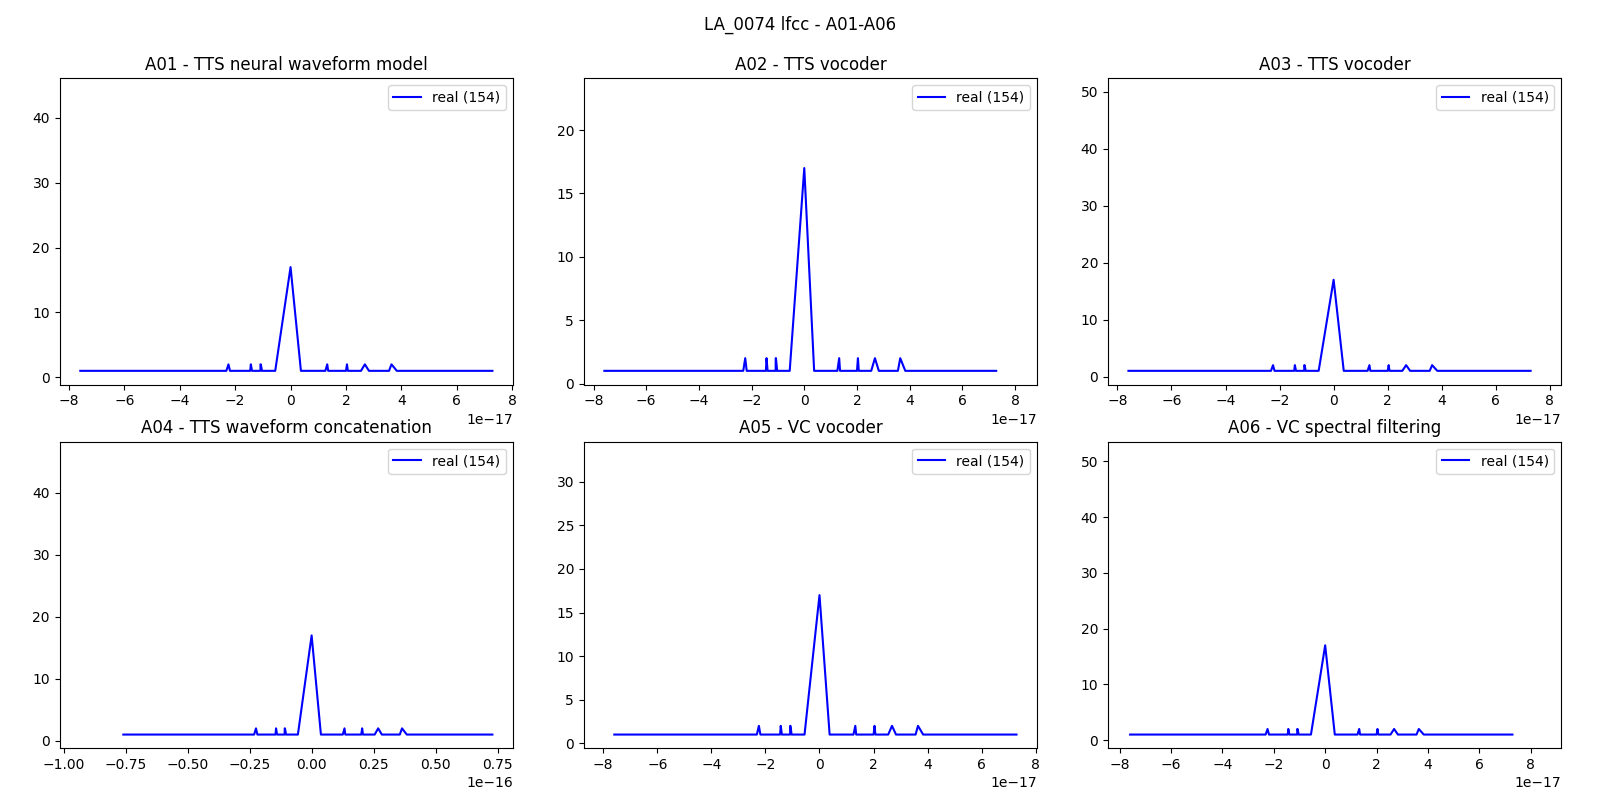 LA_0074 lfcc - A01-A06
A01 - TTS neural waveform model
real (154)
40
30
20
10
0
−8 −6 −4 −2 0 2 4 6 8
1e−17
A02 - TTS vocoder
real (154)
20
15
10
5
0
−8 −6 −4 −2 0 2 4 6 8
1e−17
A03 - TTS vocoder
real (154)
50
40
30
20
10
0
−8 −6 −4 −2 0 2 4 6 8
1e−17
A04 - TTS waveform concatenation
real (154)
40
30
20
10
0
−1.00 −0.75 −0.50 −0.25 0.00 0.25 0.50 0.75
1e−16
A05 - VC vocoder
real (154)
30
25
20
15
10
5
0
−8 −6 −4 −2 0 2 4 6 8
1e−17
A06 - VC spectral filtering
real (154)
50
40
30
20
10
0
−8 −6 −4 −2 0 2 4 6 8
1e−17